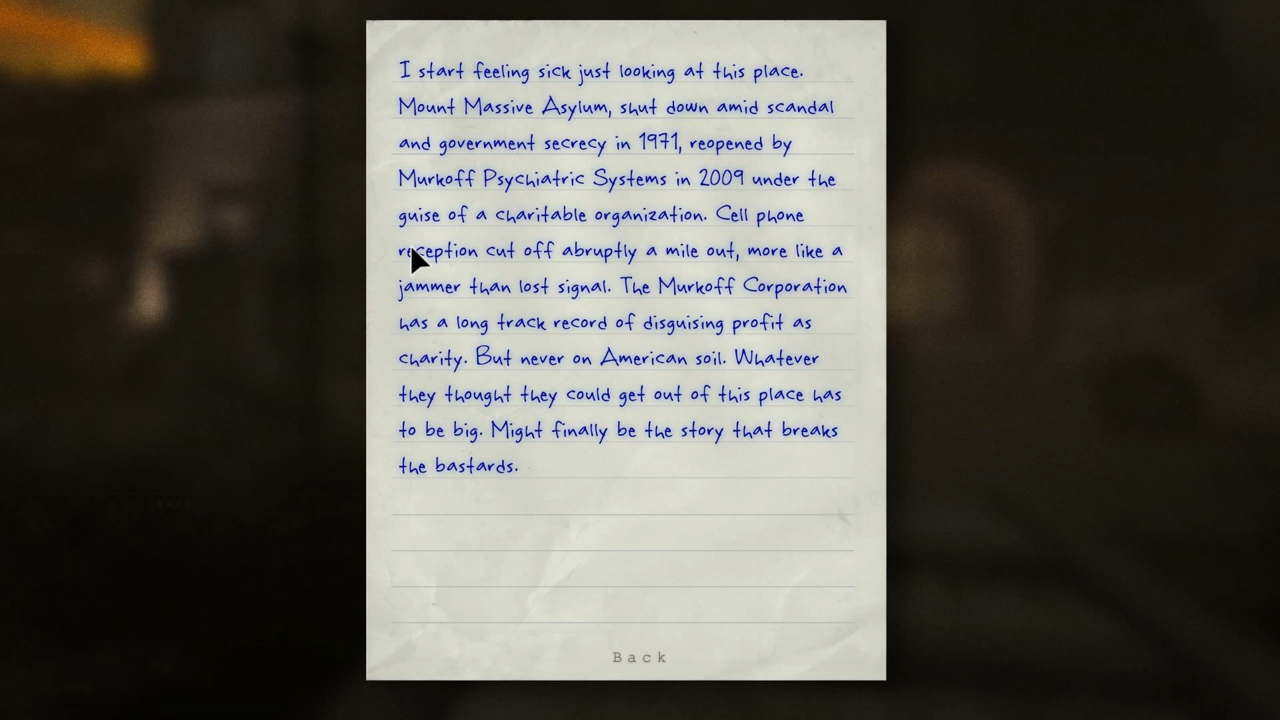 I start feeling sick just looking at this place.
Mount Massive Asylum, shut down amid scandal
and government secrecy in 1971, reopened by
Murkoff Psychiatric Systems in 2009 under the
guise of a charitable organization. Cell phone
reception cut off abruptly a mile out, more like a
jammer than lost signal. The Murkoff Corporation
has a long track record of disguising profit as
charity. But never on American soil. Whatever
they thought they could get out of this place has
to be big. Might finally be the story that breaks
the bastards.
Back